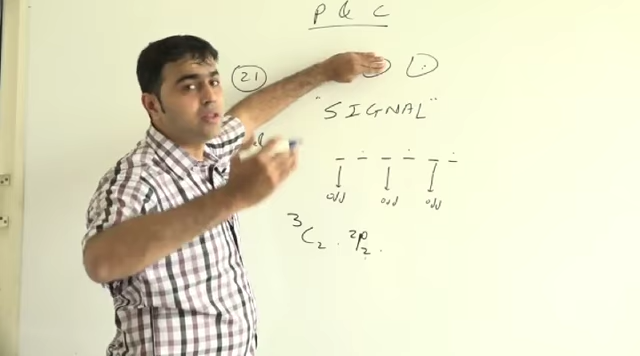 P & C
21
"SIGNAL"
odd odd odd
³C₂ . ²P₂ .